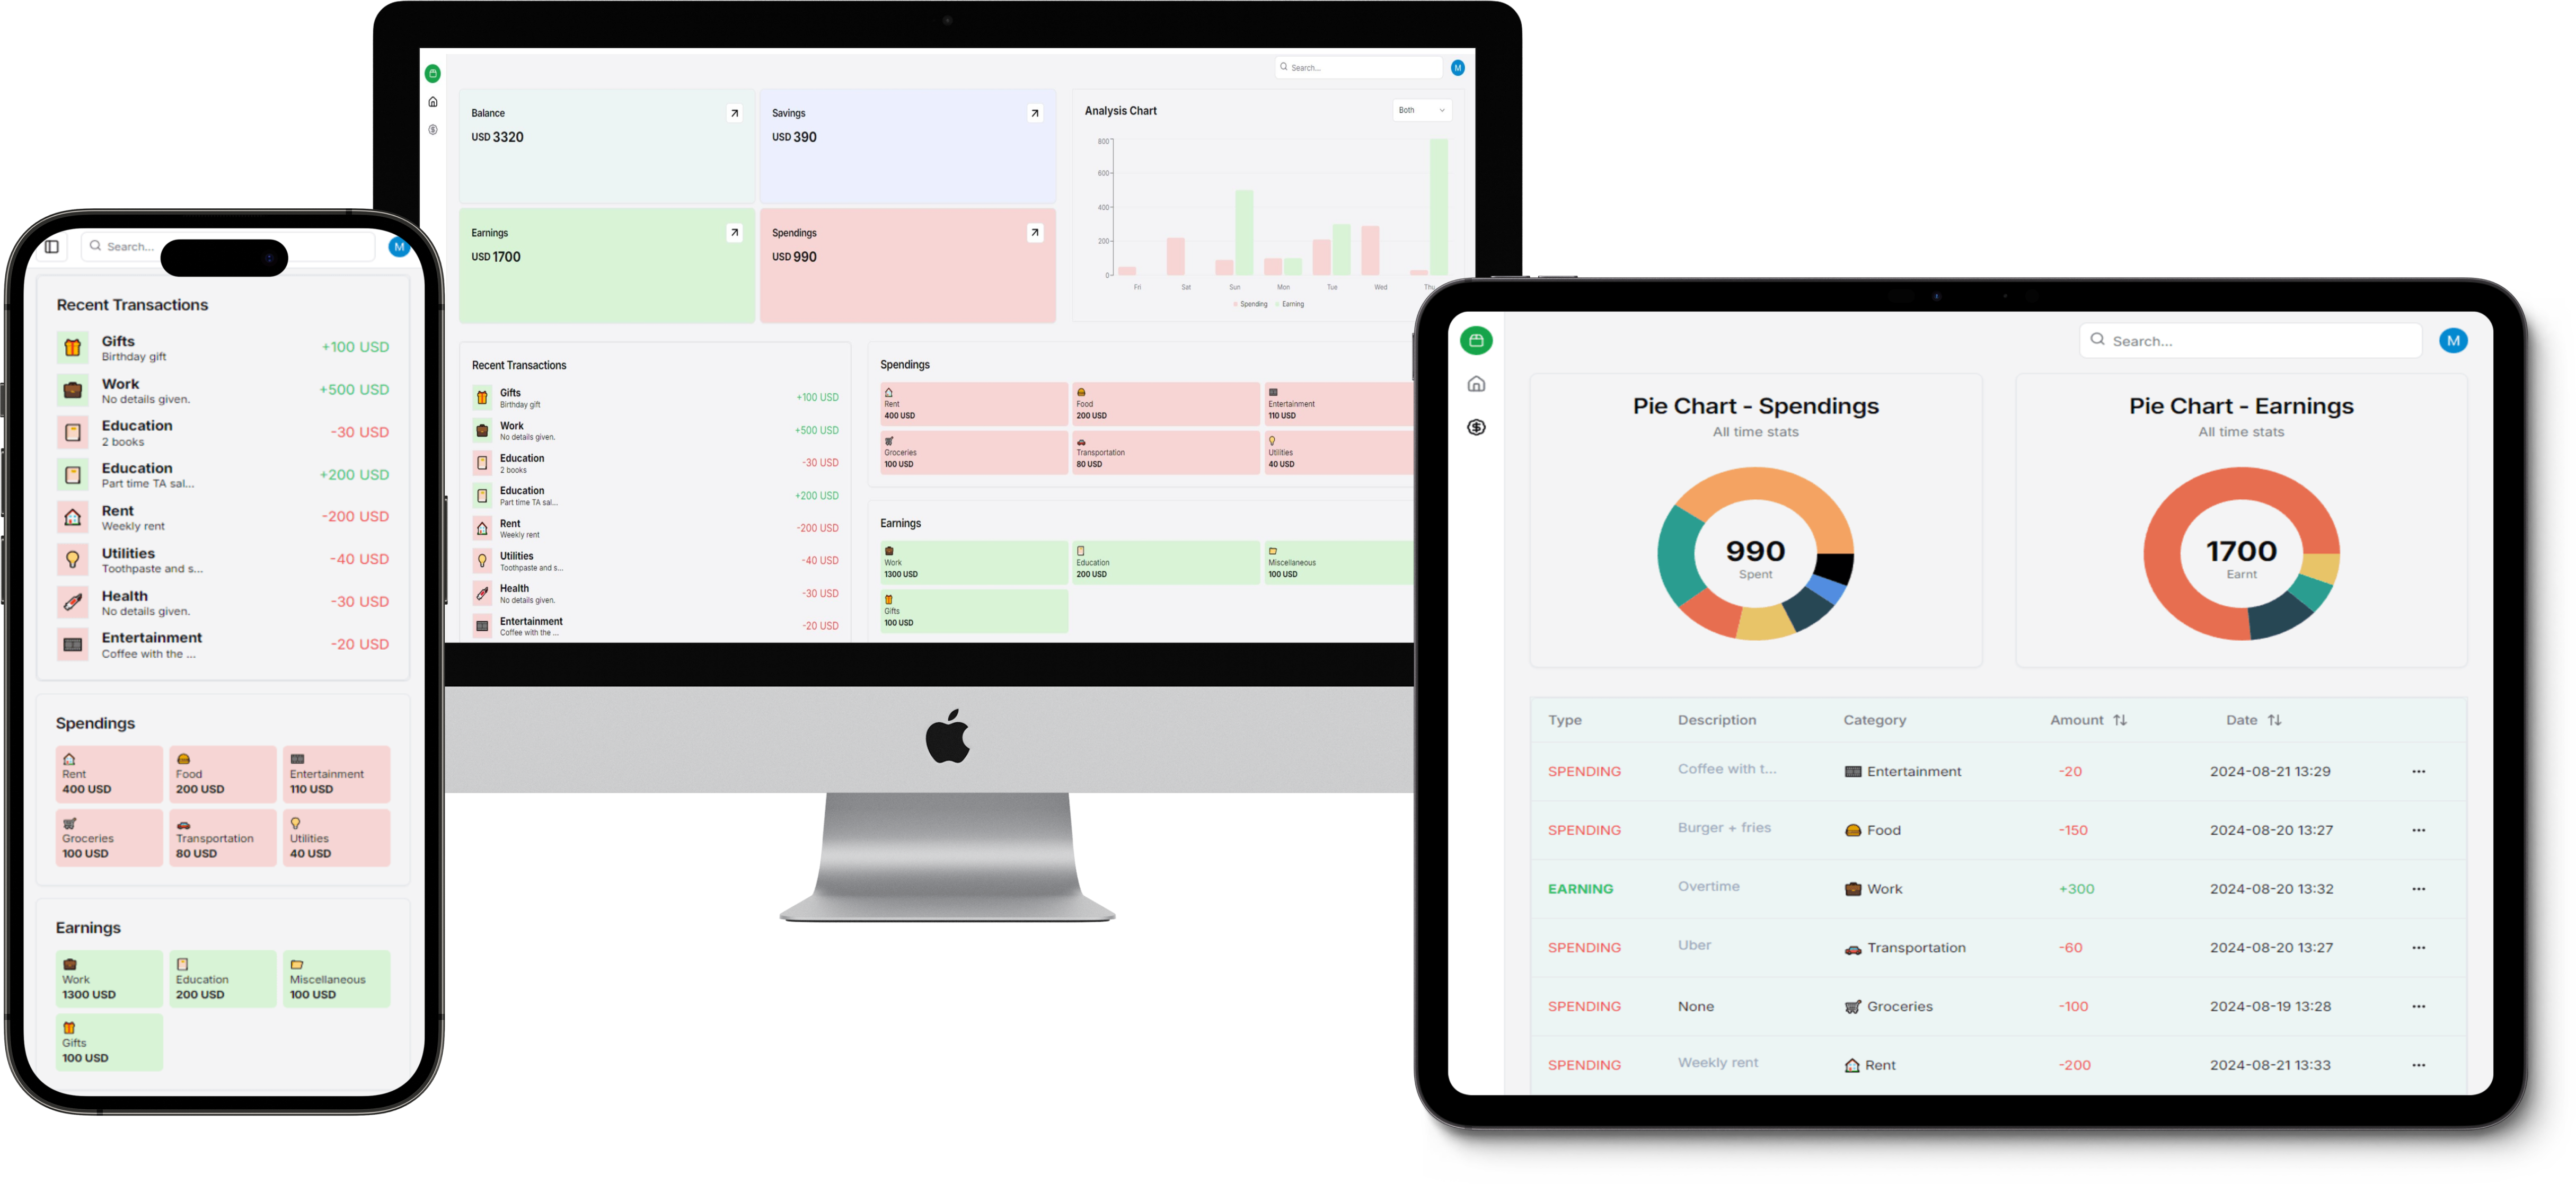 Search...
M
Recent Transactions
Gifts
Birthday gift
+100 USD
Work
No details given.
+500 USD
Education
2 books
-30 USD
Education
Part time TA sal...
+200 USD
Rent
Weekly rent
-200 USD
Utilities
Toothpaste and s...
-40 USD
Health
No details given.
-30 USD
Entertainment
Coffee with the ...
-20 USD
Spendings
Rent
400 USD
Food
200 USD
Entertainment
110 USD
Groceries
100 USD
Transportation
80 USD
Utilities
40 USD
Earnings
Work
1300 USD
Education
200 USD
Miscellaneous
100 USD
Gifts
100 USD
Search...
M
Balance
USD 3320
Savings
USD 390
Earnings
USD 1700
Spendings
USD 990
Analysis Chart
Both
800
600
400
200
0
Fri Sat Sun Mon Tue Wed Thu
Spending Earning
Recent Transactions
Gifts
Birthday gift
+100 USD
Work
No details given.
+500 USD
Education
2 books
-30 USD
Education
Part time TA sal...
+200 USD
Rent
Weekly rent
-200 USD
Utilities
Toothpaste and s...
-40 USD
Health
No details given.
-30 USD
Entertainment
Coffee with the ...
-20 USD
Spendings
Rent
400 USD
Food
200 USD
Entertainment
110 USD
Groceries
100 USD
Transportation
80 USD
Utilities
40 USD
Earnings
Work
1300 USD
Education
200 USD
Miscellaneous
100 USD
Gifts
100 USD
Search...
M
Pie Chart - Spendings
All time stats
990
Spent
Pie Chart - Earnings
All time stats
1700
Earnt
Type Description Category Amount Date
SPENDING Coffee with t... Entertainment -20 2024-08-21 13:29 ...
SPENDING Burger + fries Food -150 2024-08-20 13:27 ...
EARNING Overtime Work +300 2024-08-20 13:32 ...
SPENDING Uber Transportation -60 2024-08-20 13:27 ...
SPENDING None Groceries -100 2024-08-19 13:28 ...
SPENDING Weekly rent Rent -200 2024-08-21 13:33 ...